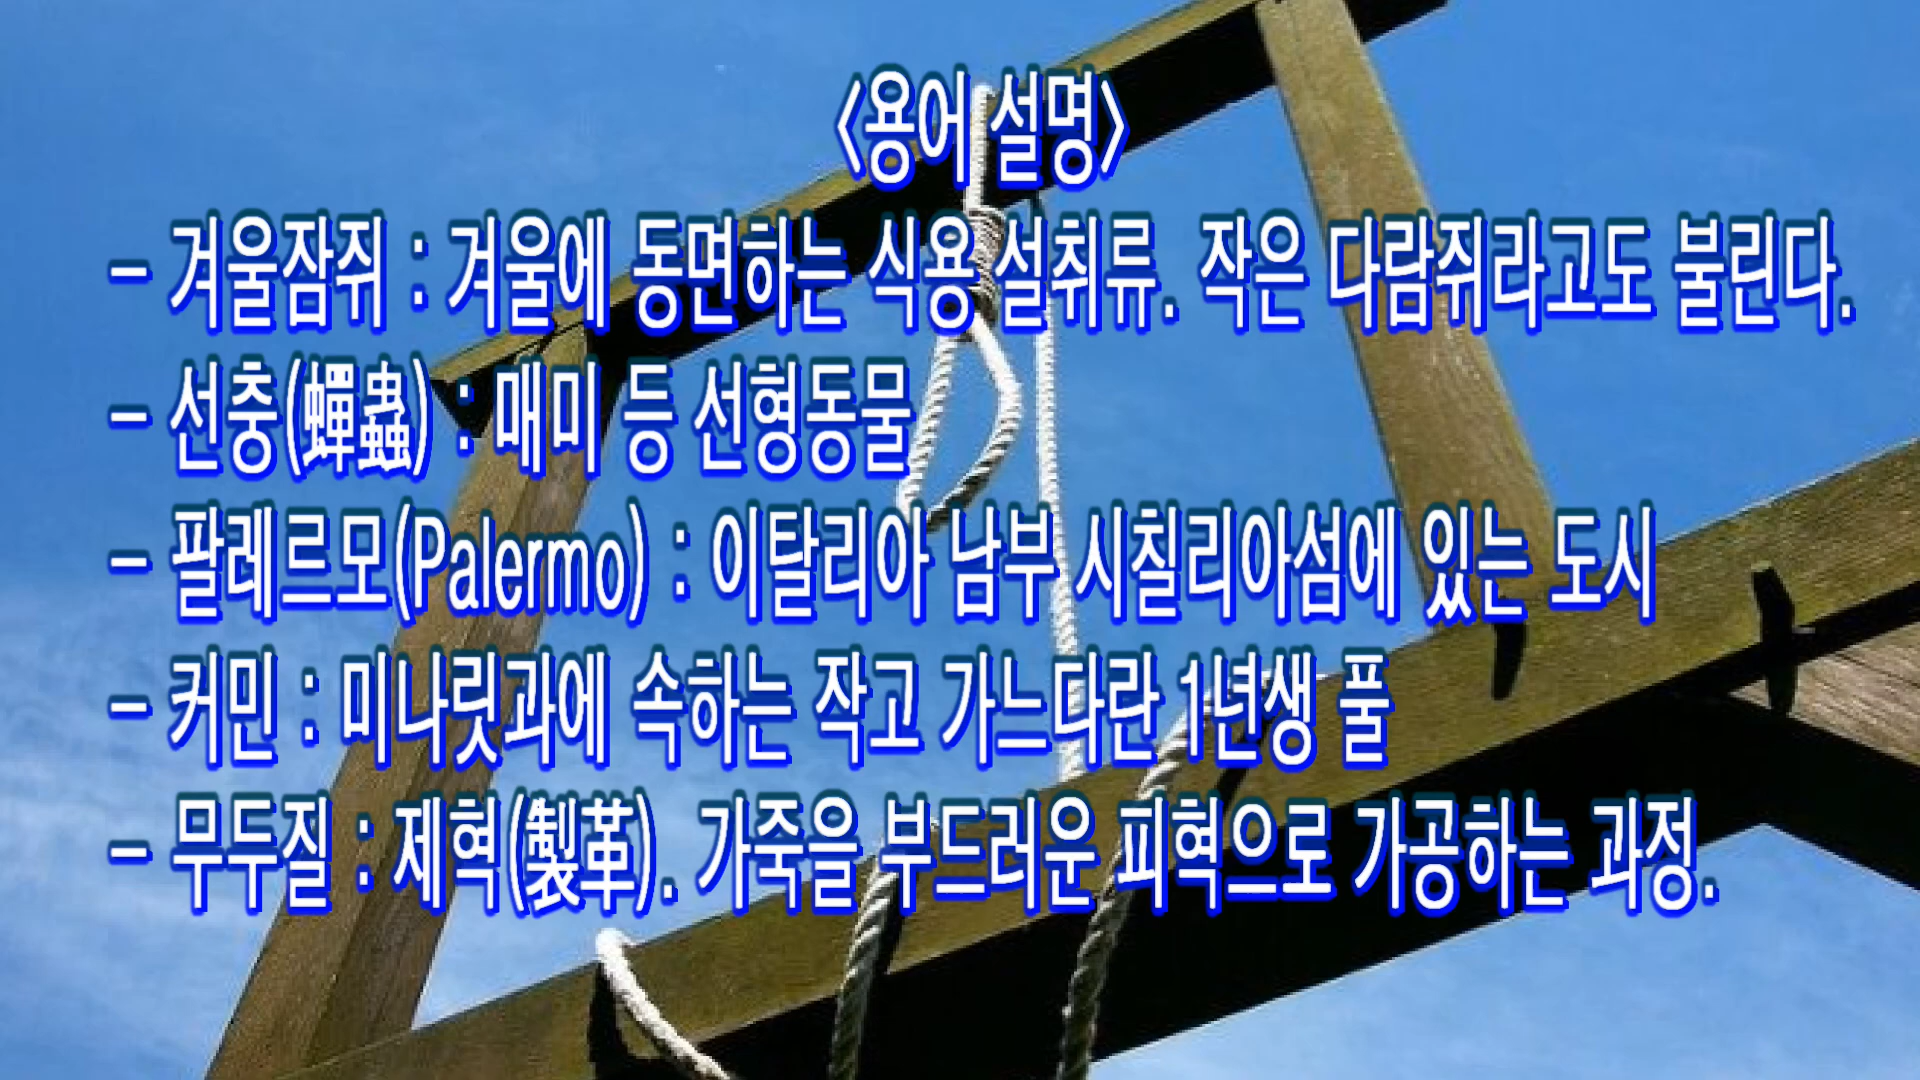 <용어 설명>
- 겨울잠쥐 : 겨울에 동면하는 식용 설취류. 작은 다람쥐라고도 불린다.
- 선충(蟬蟲) : 매미 등 선형동물
- 팔레르모(Palermo) : 이탈리아 남부 시칠리아섬에 있는 도시
- 커민 : 미나릿과에 속하는 작고 가느다란 1년생 풀
- 무두질 : 제혁(製革). 가죽을 부드러운 피혁으로 가공하는 과정.